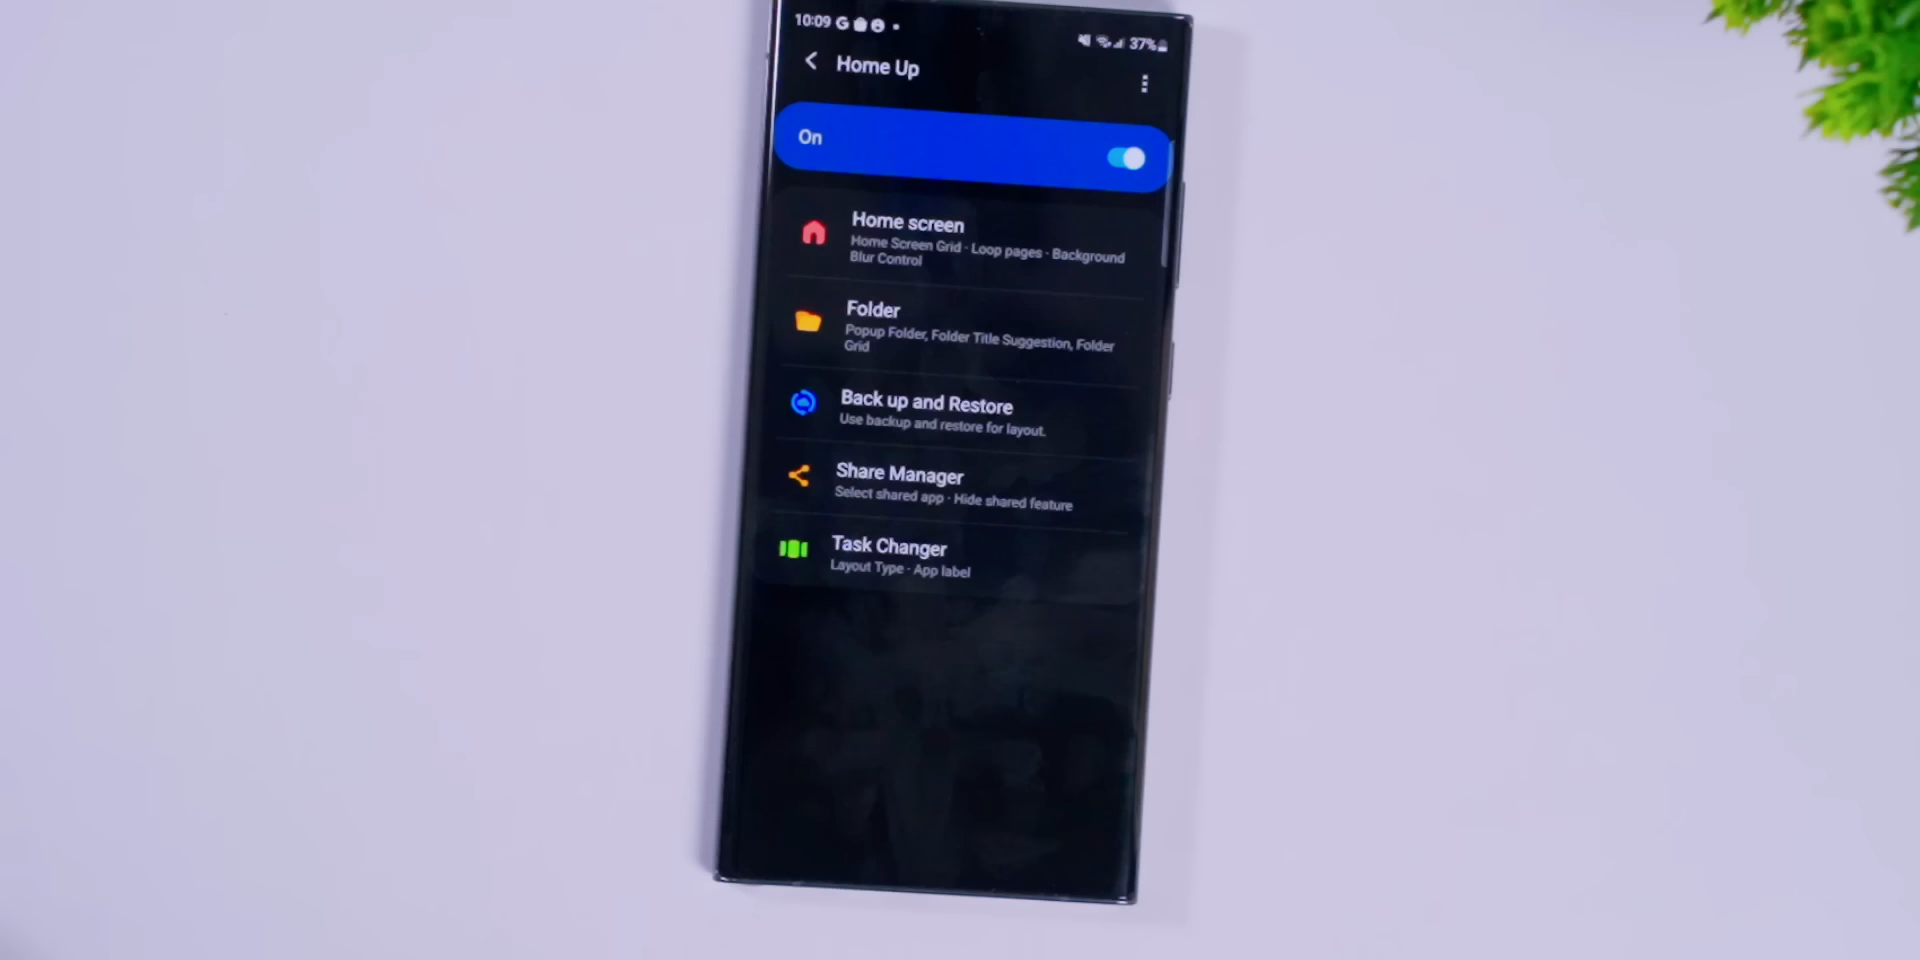 10:09 G
37%
Home Up
On
Home screen
Home Screen Grid · Loop pages · Background
Blur Control
Folder
Popup Folder, Folder Title Suggestion, Folder
Grid
Back up and Restore
Use backup and restore for layout.
Share Manager
Select shared app · Hide shared feature
Task Changer
Layout Type · App label